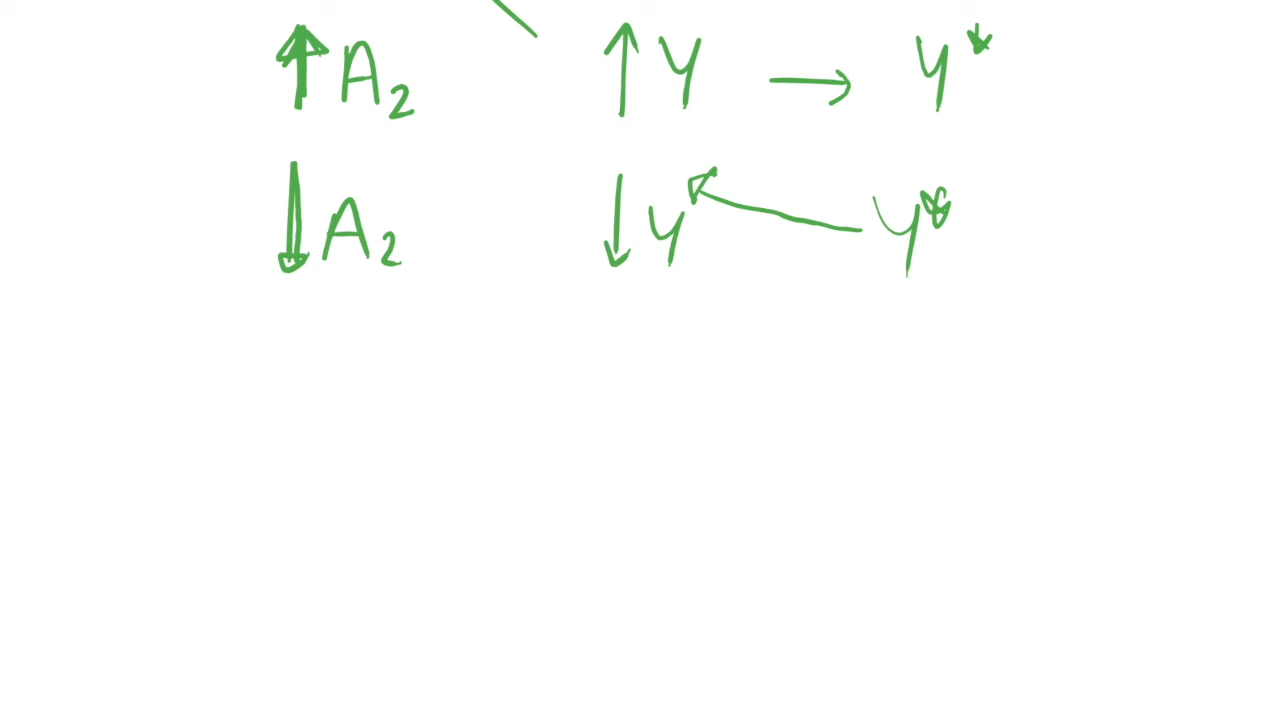 ↑ A₂ ↑ Y → Y*
↓ A₂ ↓ Y ← Y*